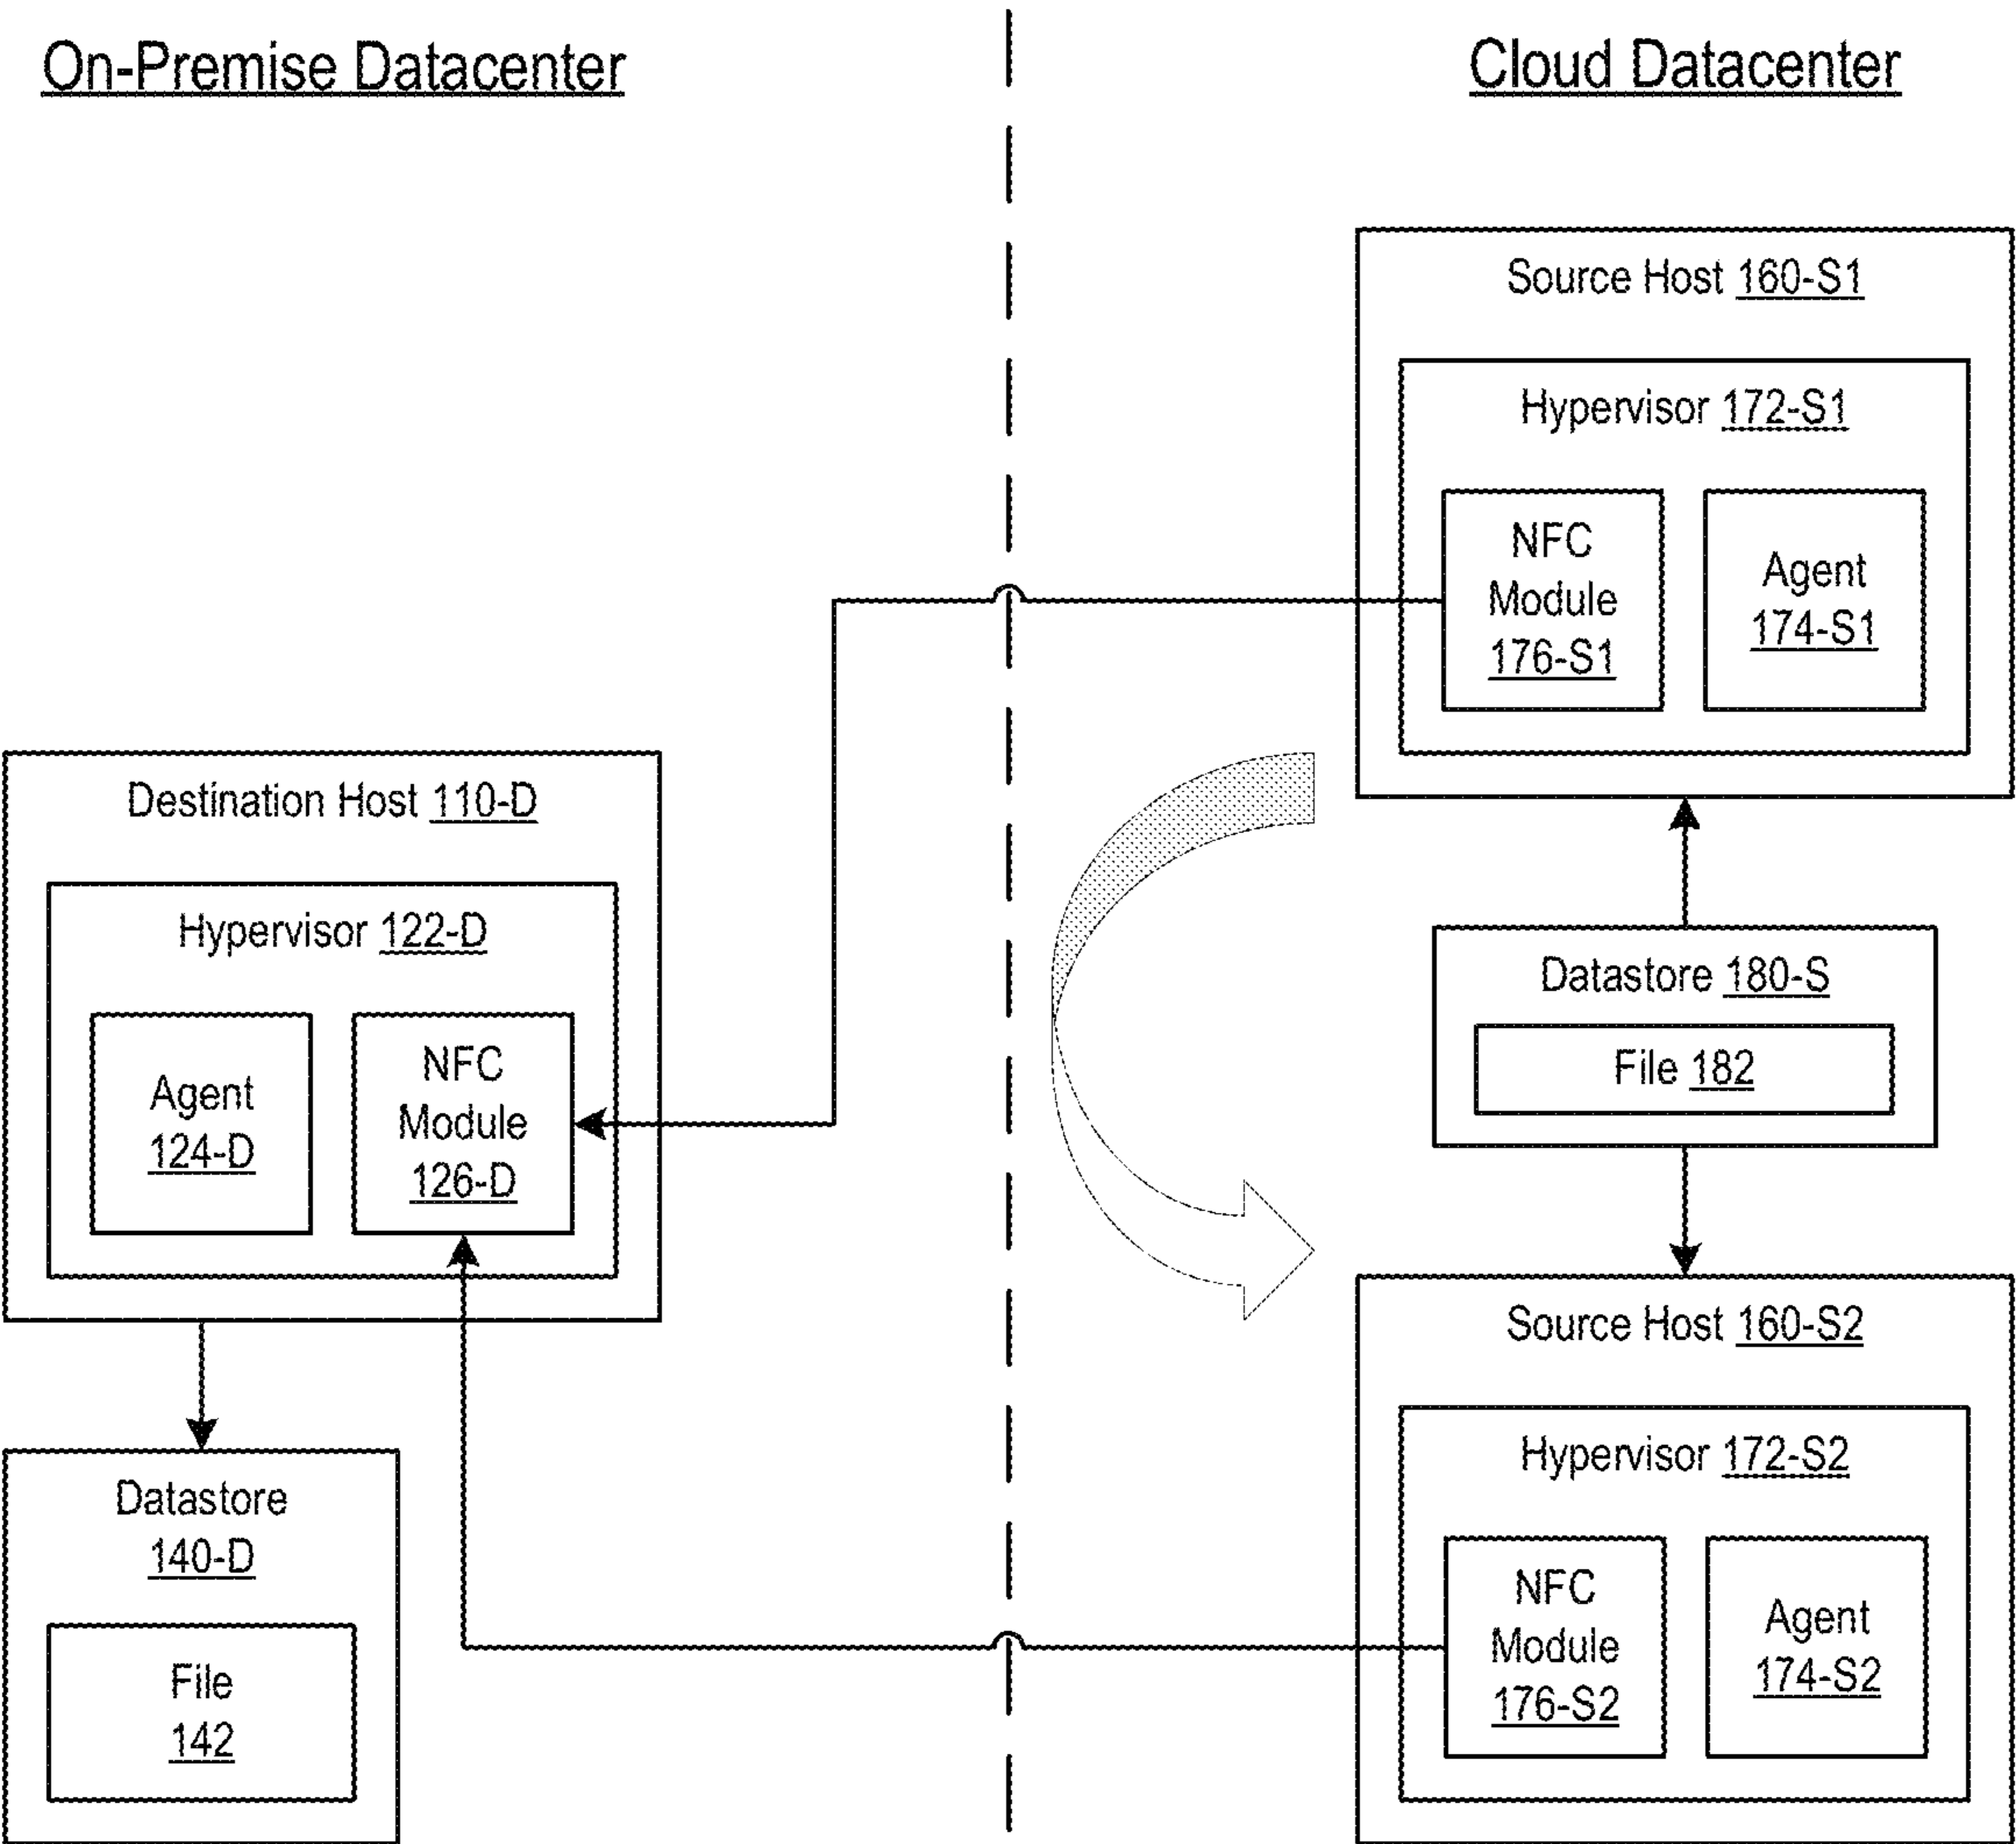 On-Premise Datacenter
Cloud Datacenter
Source Host 160-S1
Hypervisor 172-S1
NFC
Module
176-S1
Agent
174-S1
Destination Host 110-D
Hypervisor 122-D
Agent
124-D
NFC
Module
126-D
Datastore 180-S
File 182
Source Host 160-S2
Hypervisor 172-S2
NFC
Module
176-S2
Agent
174-S2
Datastore
140-D
File
142